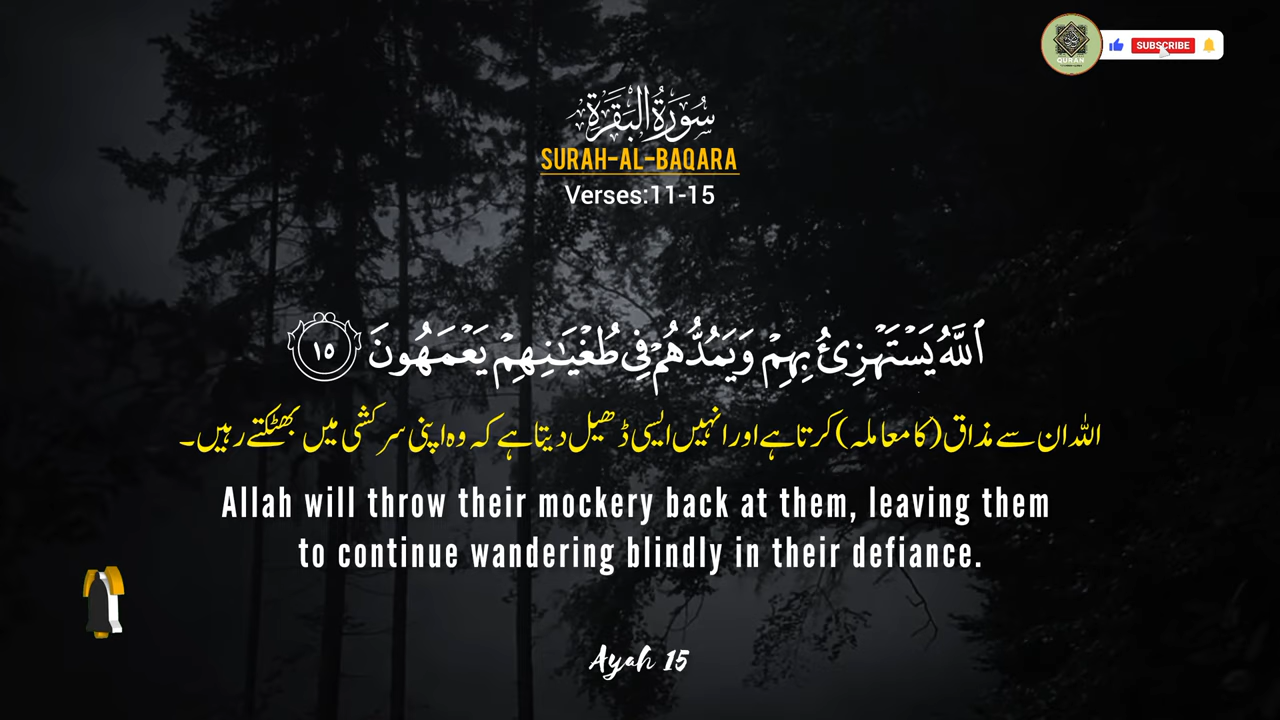 QURAN
SUBSCRIBE
سُورَةُ الْبَقَرَة
SURAH-AL-BAQARA
Verses:11-15
ٱللَّهُ يَسْتَهْزِئُ بِهِمْ وَيَمُدُّهُمْ فِى طُغْيَـٰنِهِمْ يَعْمَهُونَ ١٥
اللہ ان سے مذاق (کا معاملہ) کرتا ہے اور انہیں ایسی ڈھیل دیتا ہے کہ وہ اپنی سرکشی میں بھٹکتے رہیں۔
Allah will throw their mockery back at them, leaving them
to continue wandering blindly in their defiance.
Ayah 15